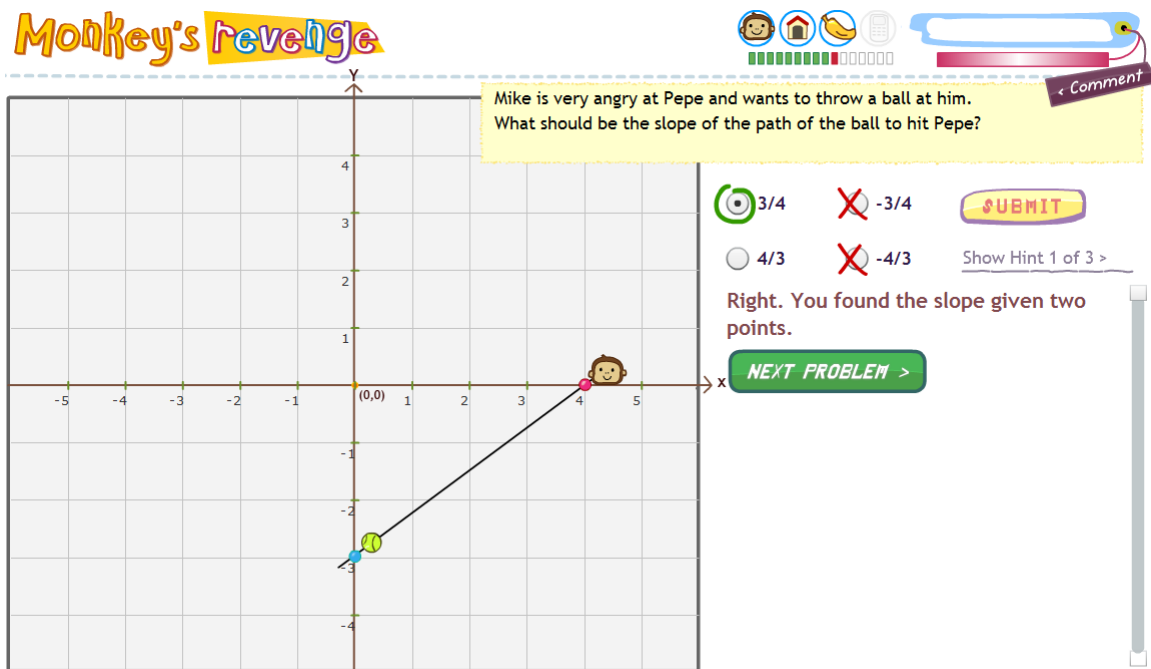 Monkey's revenge
< Comment
Mike is very angry at Pepe and wants to throw a ball at him.
What should be the slope of the path of the ball to hit Pepe?
Y
4
3
2
1
-5 -4 -3 -2 -1 (0,0) 1 2 3 4 5 x
-1
-2
-3
-4
3/4 -3/4 SUBMIT
4/3 -4/3 Show Hint 1 of 3 >
Right. You found the slope given two
points.
NEXT PROBLEM >